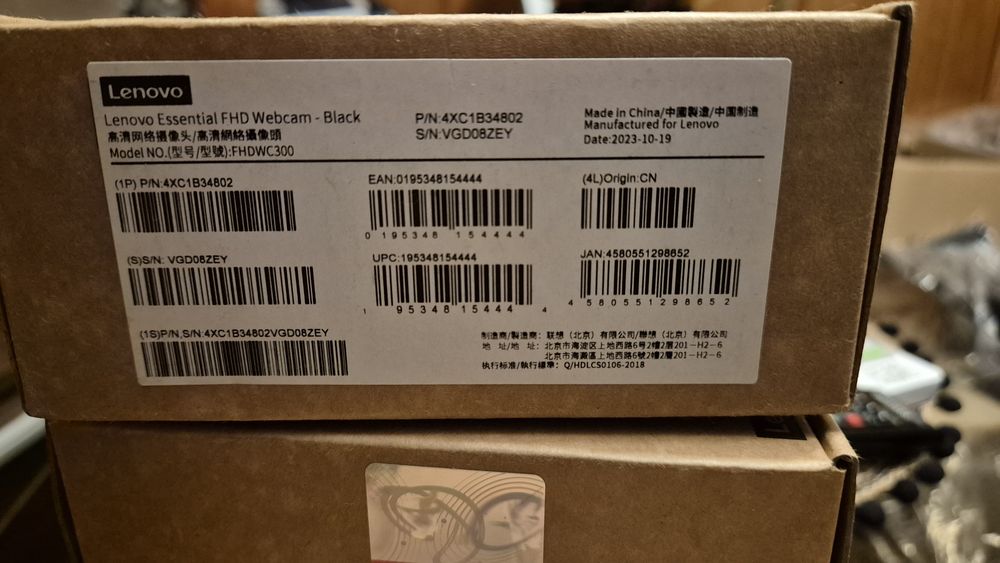 Lenovo
Lenovo Essential FHD Webcam - Black
高清网络摄像头/高清網絡攝像頭
Model NO.(型号/型號):FHDWC300
P/N:4XC1B34802
S/N:VGD08ZEY
Made in China/中國製造/中国制造
Manufactured for Lenovo
Date:2023-10-19
(1P) P/N:4XC1B34802
EAN:0195348154444
0 195348 154444
(4L)Origin:CN
(S)S/N: VGD08ZEY
UPC:195348154444
1 95348 15444 4
JAN:4580551298652
4 580551 298652
(1S)P/N,S/N:4XC1B34802VGD08ZEY
制造商/製造商: 联想（北京）有限公司/聯想（北京）有限公司
地 址/地 址: 北京市海淀区上地西路6号2幢2层201-H2-6
北京市海澱區上地西路6號2幢2層201-H2-6
执行标准/執行標準: Q/HDLCS0106-2018